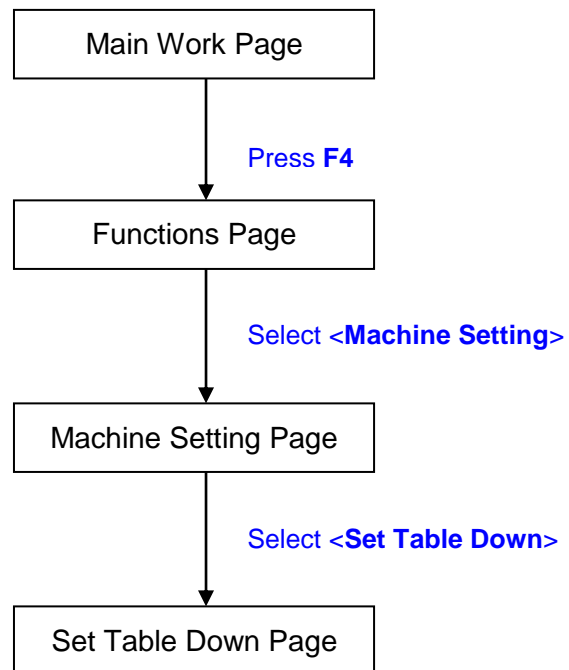 Main Work Page
Press F4
Functions Page
Select <Machine Setting>
Machine Setting Page
Select <Set Table Down>
Set Table Down Page